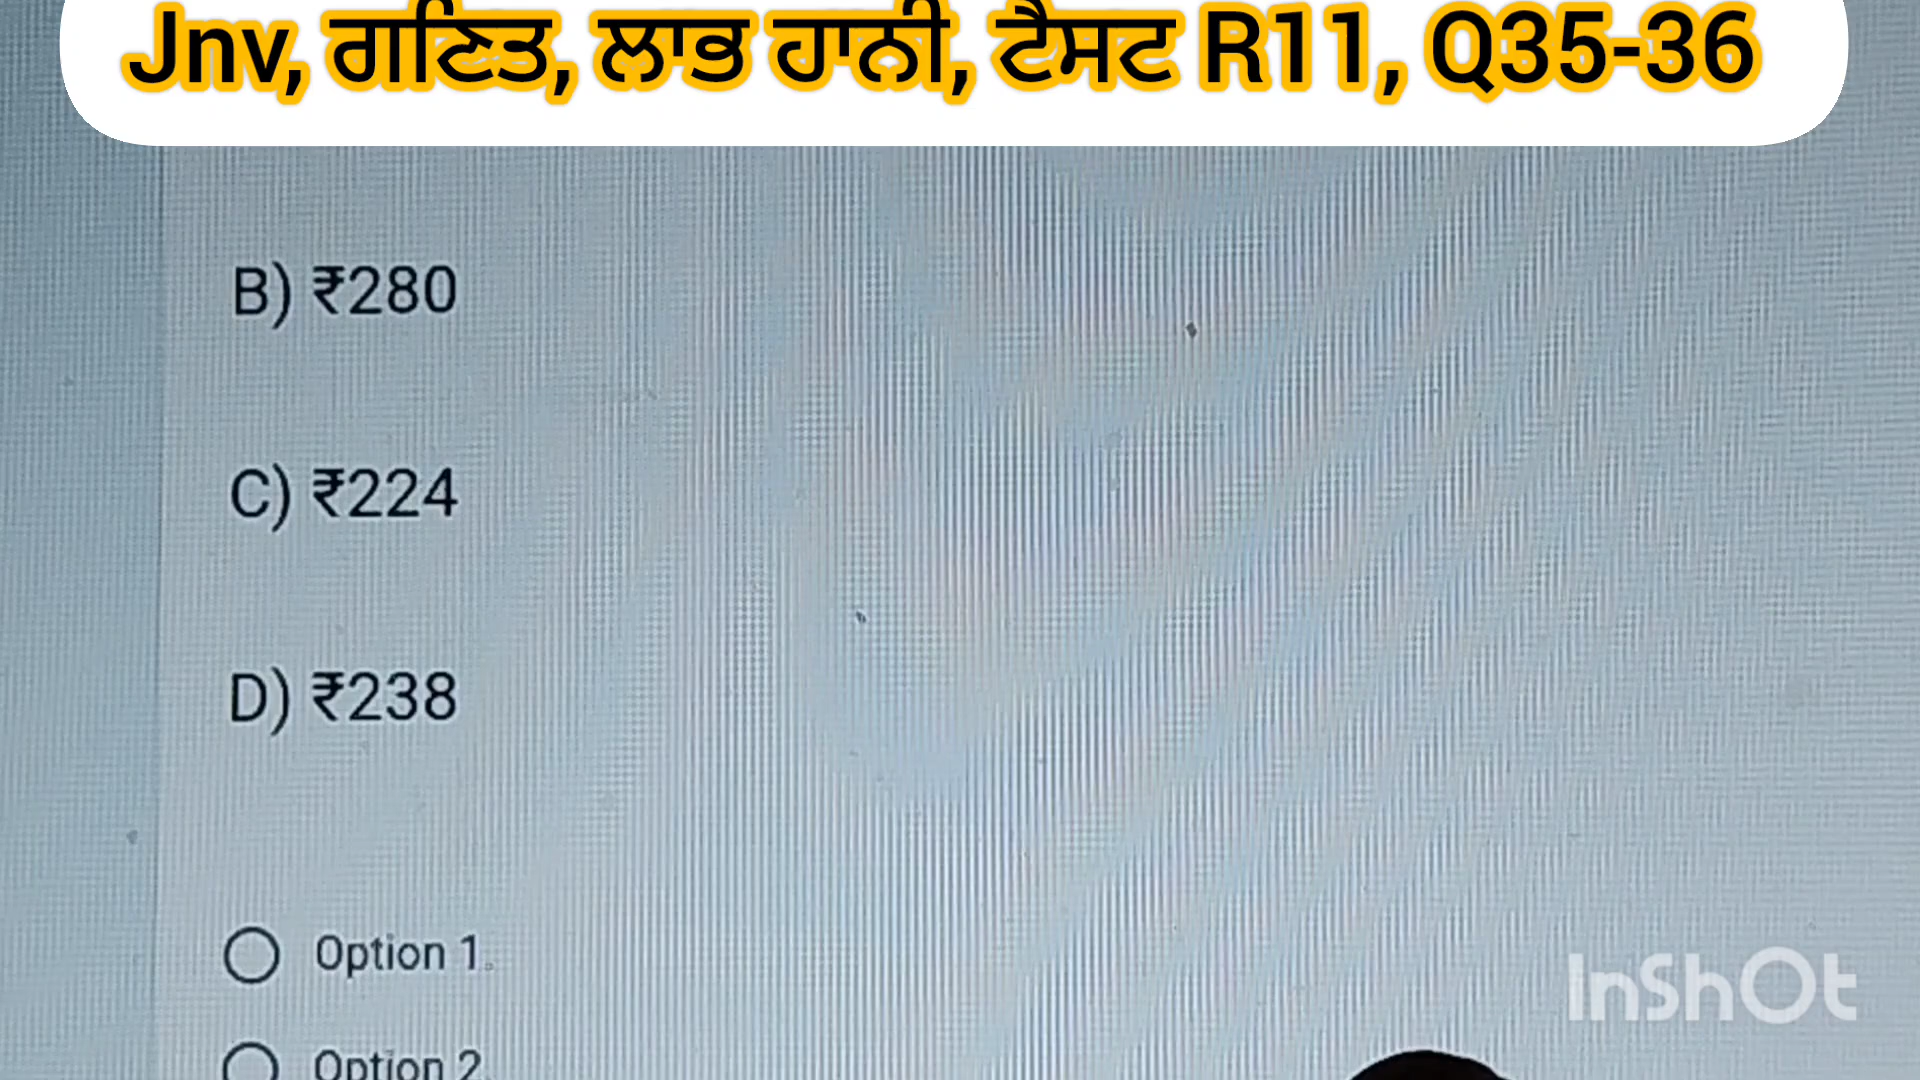 Jnv, ਗਣਿਤ, ਲਾਭ ਹਾਨੀ, ਟੈਸਟ R11, Q35-36
B) ₹280
C) ₹224
D) ₹238
Option 1
Option 2
InShOt